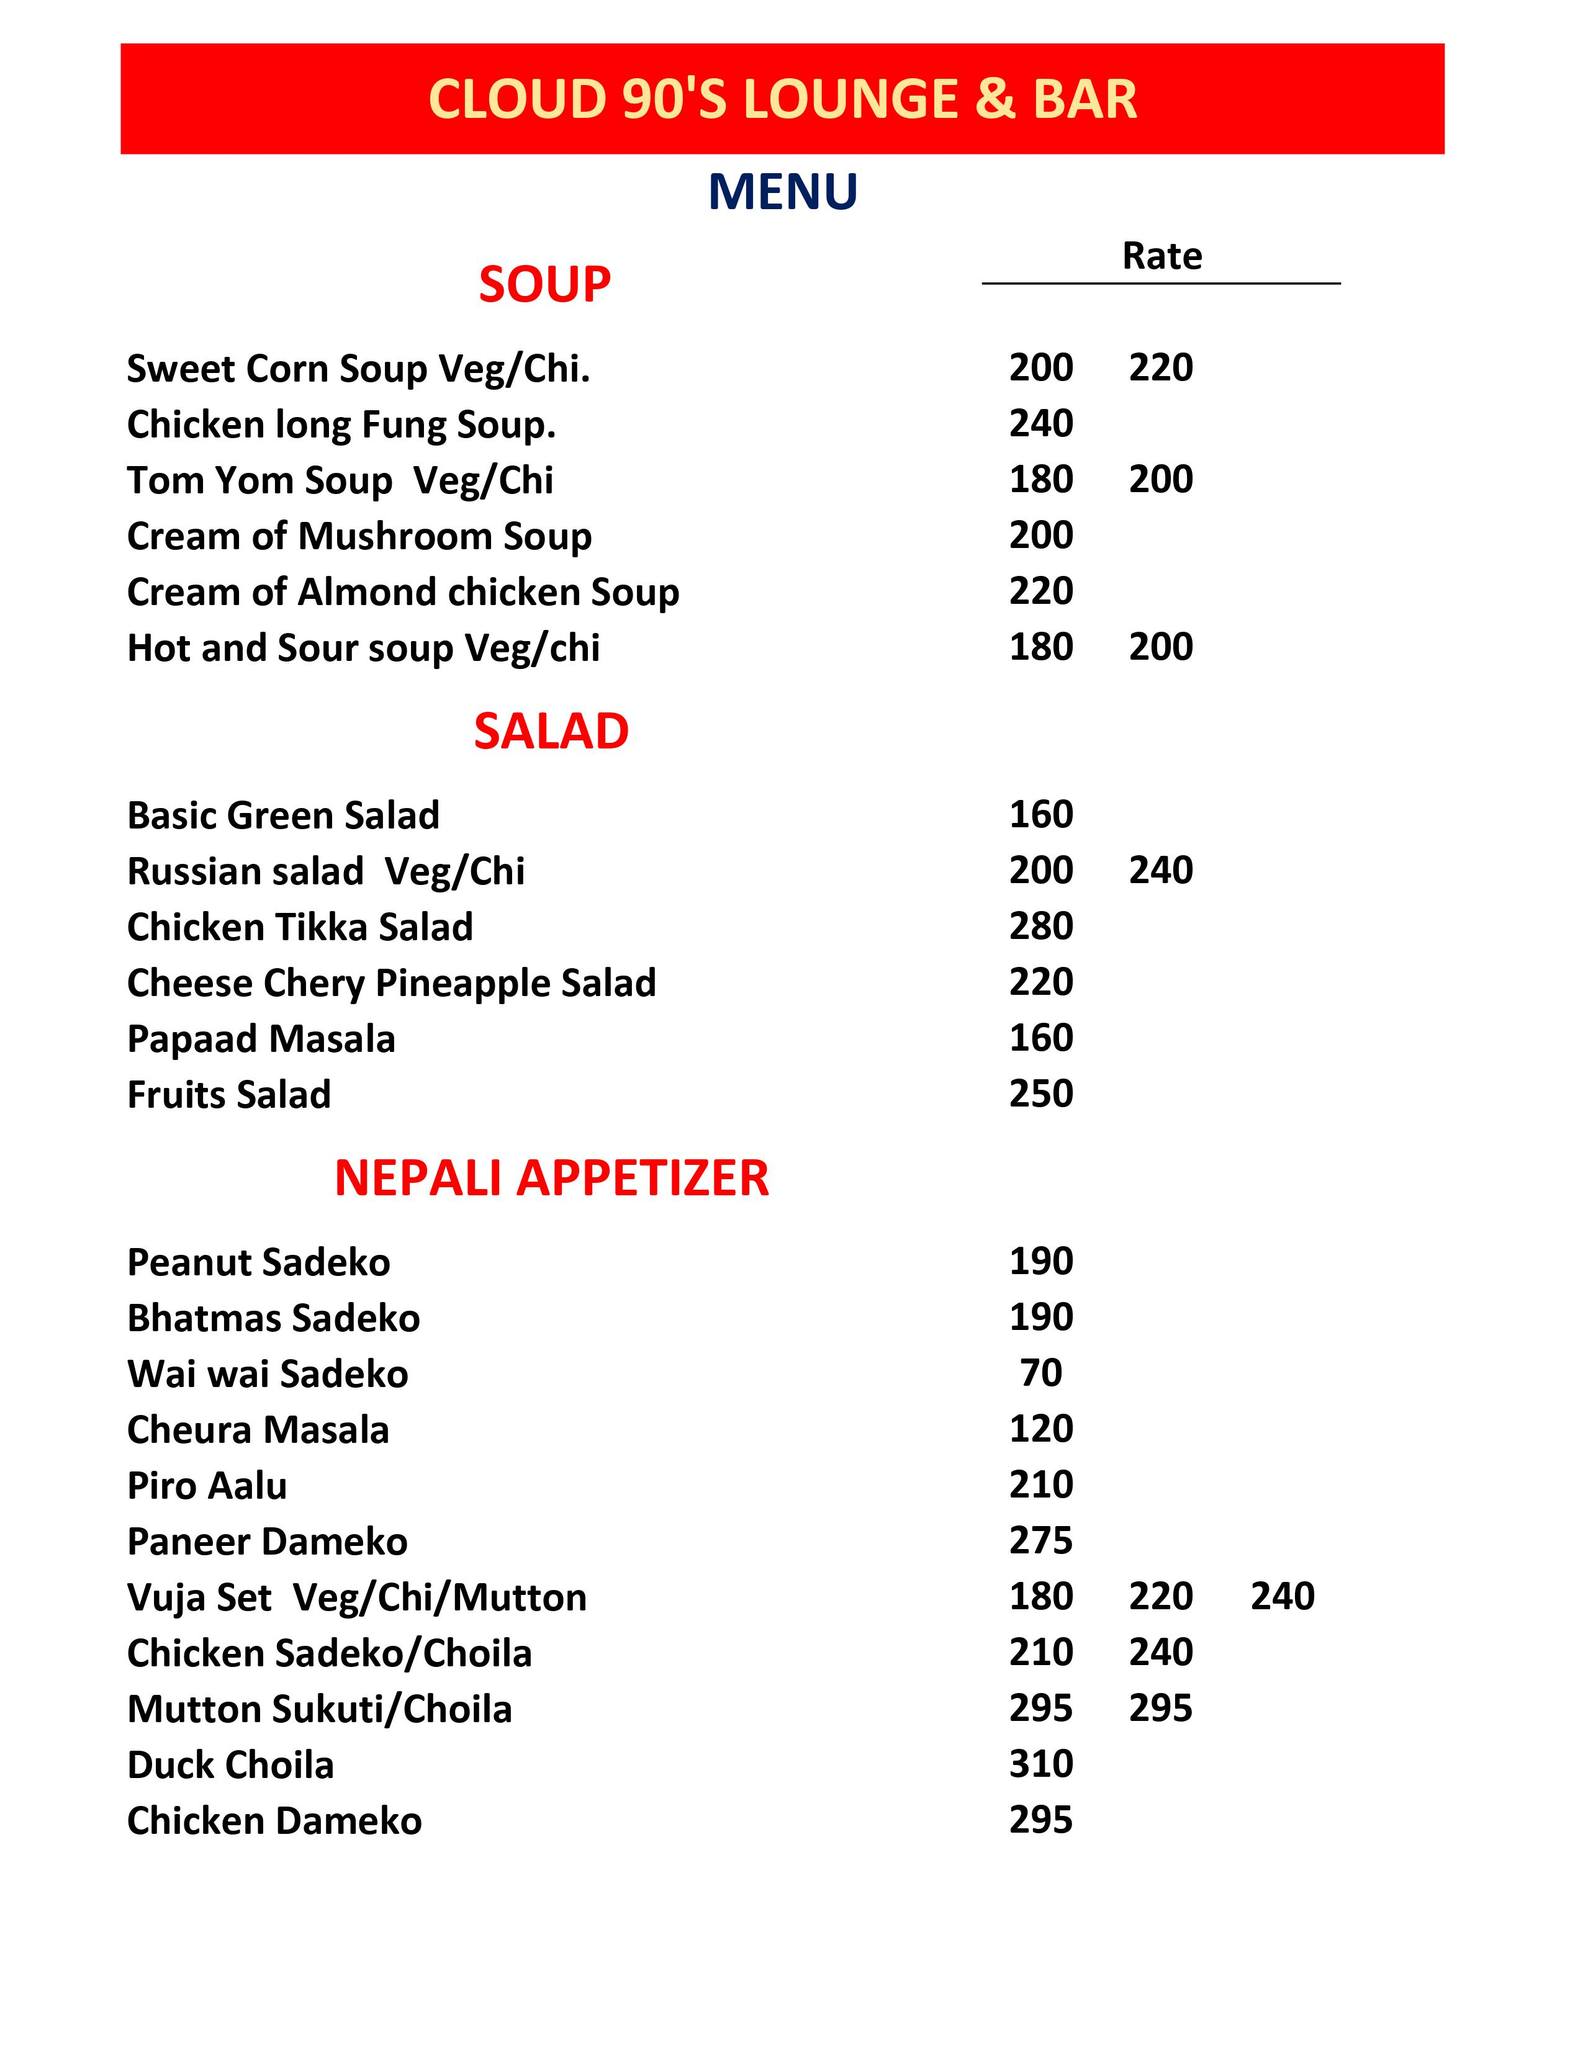 CLOUD 90'S LOUNGE & BAR
MENU
Rate
SOUP
Sweet Corn Soup Veg/Chi. 200 220
Chicken long Fung Soup. 240
Tom Yom Soup  Veg/Chi 180 200
Cream of Mushroom Soup 200
Cream of Almond chicken Soup 220
Hot and Sour soup Veg/chi 180 200
SALAD
Basic Green Salad 160
Russian salad  Veg/Chi 200 240
Chicken Tikka Salad 280
Cheese Chery Pineapple Salad 220
Papaad Masala 160
Fruits Salad 250
NEPALI APPETIZER
Peanut Sadeko 190
Bhatmas Sadeko 190
Wai wai Sadeko 70
Cheura Masala 120
Piro Aalu 210
Paneer Dameko 275
Vuja Set  Veg/Chi/Mutton 180 220 240
Chicken Sadeko/Choila 210 240
Mutton Sukuti/Choila 295 295
Duck Choila 310
Chicken Dameko 295